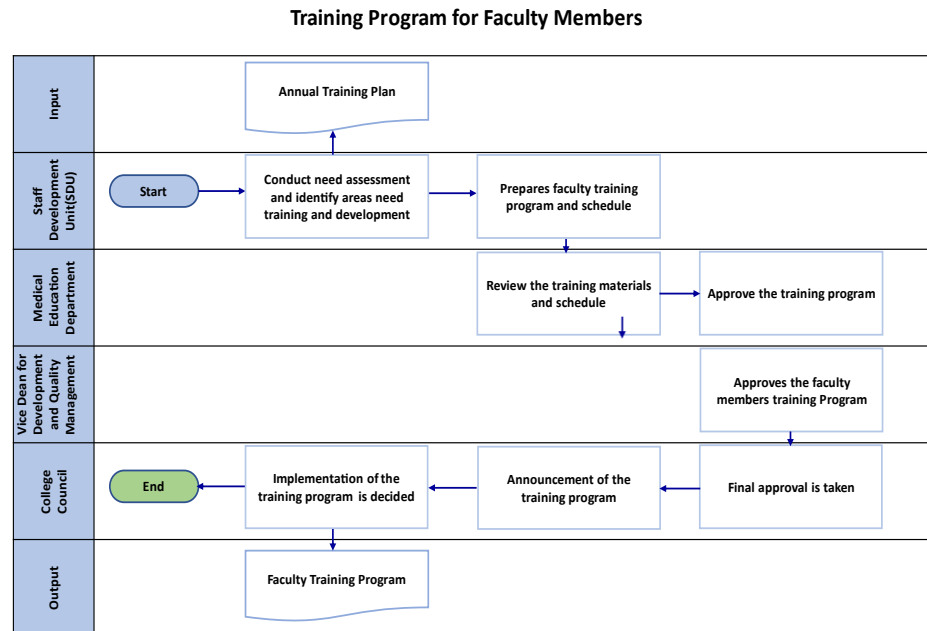 Training Program for Faculty Members
Input
Annual Training Plan
Staff
Development
Unit(SDU)
Start
Conduct need assessment
and identify areas need
training and development
Prepares faculty training
program and schedule
Medical
Education
Department
Review the training materials
and schedule
Approve the training program
Vice Dean for
Development
and Quality
Management
Approves the faculty
members training Program
College
Council
End
Implementation of the
training program is decided
Announcement of the
training program
Final approval is taken
Output
Faculty Training Program